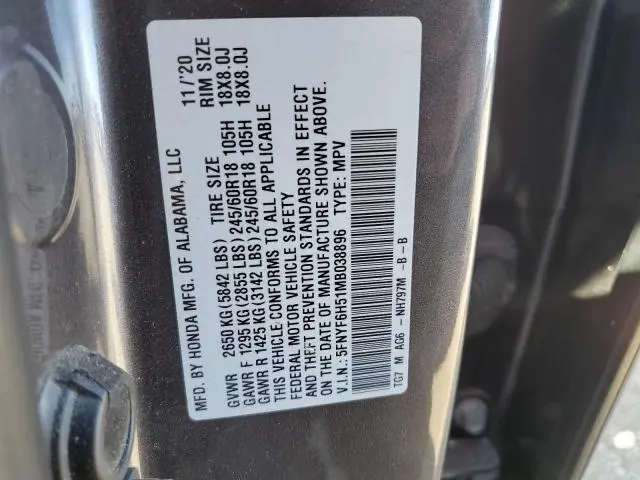 MFD. BY HONDA MFG. OF ALABAMA, LLC 11/'20
TIRE SIZE RIM SIZE
GVWR 2650 KG (5842 LBS)
GAWR F 1295 KG (2855 LBS) 245/60R18 105H 18X8.0J
GAWR R 1425 KG (3142 LBS) 245/60R18 105H 18X8.0J
THIS VEHICLE CONFORMS TO ALL APPLICABLE
FEDERAL MOTOR VEHICLE SAFETY
AND THEFT PREVENTION STANDARDS IN EFFECT
ON THE DATE OF MANUFACTURE SHOWN ABOVE.
V.I.N.: 5FNYF6H51MB038896 TYPE: MPV
TG7 M AG6 -NH797M -B -B